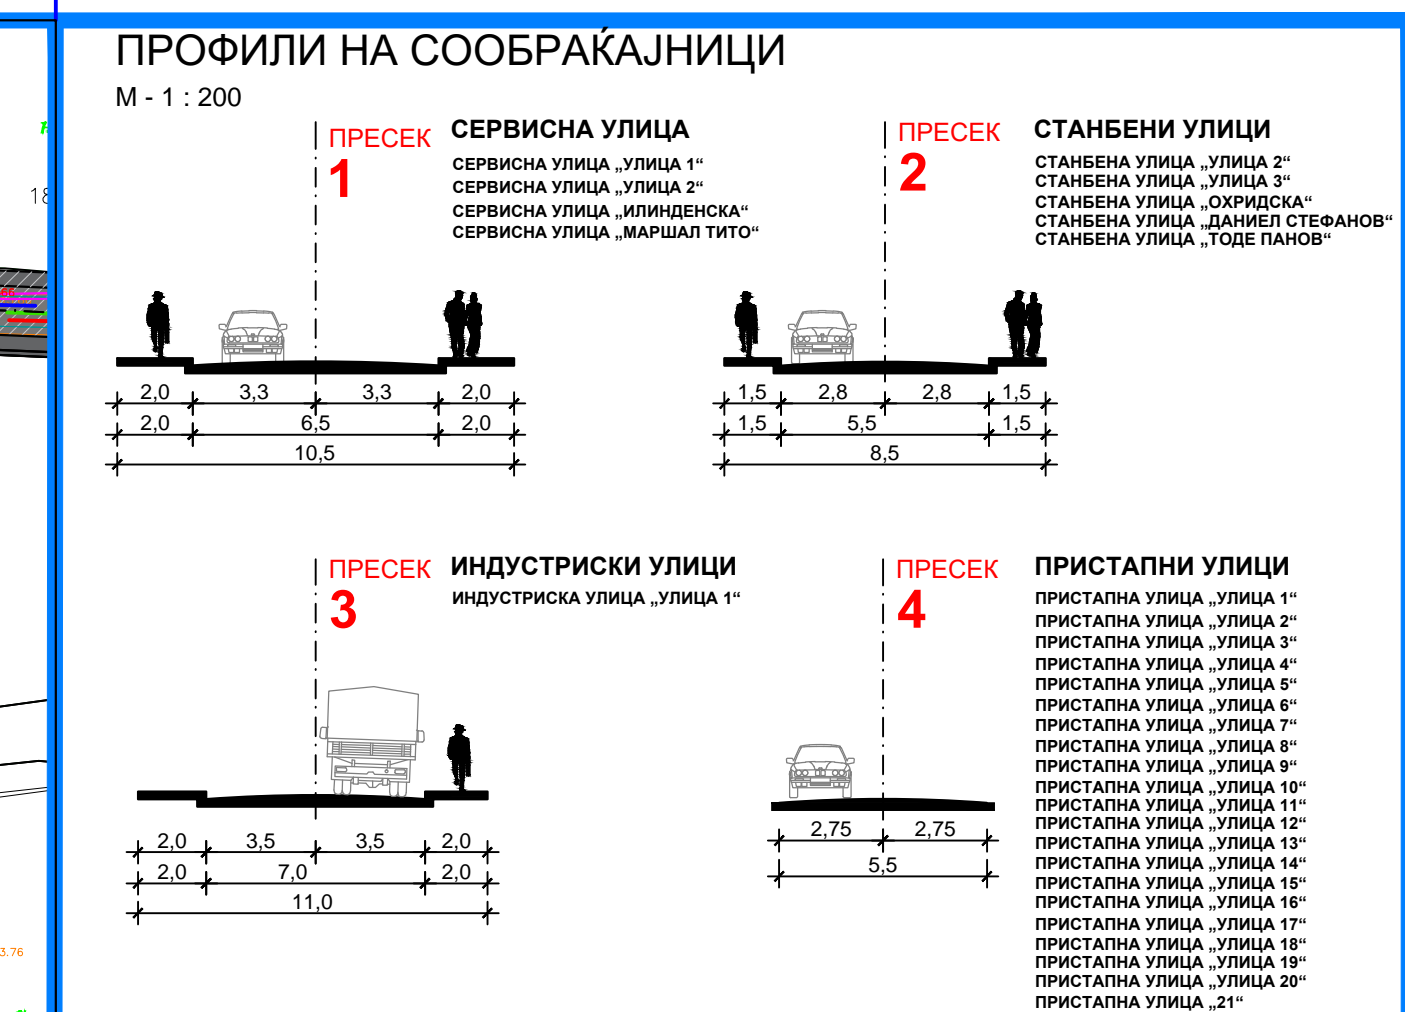 ПРОФИЛИ НА СООБРАЌАЈНИЦИ
М - 1 : 200
ПРЕСЕК
1
СЕРВИСНА УЛИЦА
СЕРВИСНА УЛИЦА „УЛИЦА 1“
СЕРВИСНА УЛИЦА „УЛИЦА 2“
СЕРВИСНА УЛИЦА „ИЛИНДЕНСКА“
СЕРВИСНА УЛИЦА „МАРШАЛ ТИТО“
2,0 3,3 3,3 2,0
2,0 6,5 2,0
10,5
ПРЕСЕК
2
СТАНБЕНИ УЛИЦИ
СТАНБЕНА УЛИЦА „УЛИЦА 2“
СТАНБЕНА УЛИЦА „УЛИЦА 3“
СТАНБЕНА УЛИЦА „ОХРИДСКА“
СТАНБЕНА УЛИЦА „ДАНИЕЛ СТЕФАНОВ“
СТАНБЕНА УЛИЦА „ТОДЕ ПАНОВ“
1,5 2,8 2,8 1,5
1,5 5,5 1,5
8,5
ПРЕСЕК
3
ИНДУСТРИСКИ УЛИЦИ
ИНДУСТРИСКА УЛИЦА „УЛИЦА 1“
2,0 3,5 3,5 2,0
2,0 7,0 2,0
11,0
ПРЕСЕК
4
ПРИСТАПНИ УЛИЦИ
ПРИСТАПНА УЛИЦА „УЛИЦА 1“
ПРИСТАПНА УЛИЦА „УЛИЦА 2“
ПРИСТАПНА УЛИЦА „УЛИЦА 3“
ПРИСТАПНА УЛИЦА „УЛИЦА 4“
ПРИСТАПНА УЛИЦА „УЛИЦА 5“
ПРИСТАПНА УЛИЦА „УЛИЦА 6“
ПРИСТАПНА УЛИЦА „УЛИЦА 7“
ПРИСТАПНА УЛИЦА „УЛИЦА 8“
ПРИСТАПНА УЛИЦА „УЛИЦА 9“
ПРИСТАПНА УЛИЦА „УЛИЦА 10“
ПРИСТАПНА УЛИЦА „УЛИЦА 11“
ПРИСТАПНА УЛИЦА „УЛИЦА 12“
ПРИСТАПНА УЛИЦА „УЛИЦА 13“
ПРИСТАПНА УЛИЦА „УЛИЦА 14“
ПРИСТАПНА УЛИЦА „УЛИЦА 15“
ПРИСТАПНА УЛИЦА „УЛИЦА 16“
ПРИСТАПНА УЛИЦА „УЛИЦА 17“
ПРИСТАПНА УЛИЦА „УЛИЦА 18“
ПРИСТАПНА УЛИЦА „УЛИЦА 19“
ПРИСТАПНА УЛИЦА „УЛИЦА 20“
ПРИСТАПНА УЛИЦА „21“
2,75 2,75
5,5
3.76